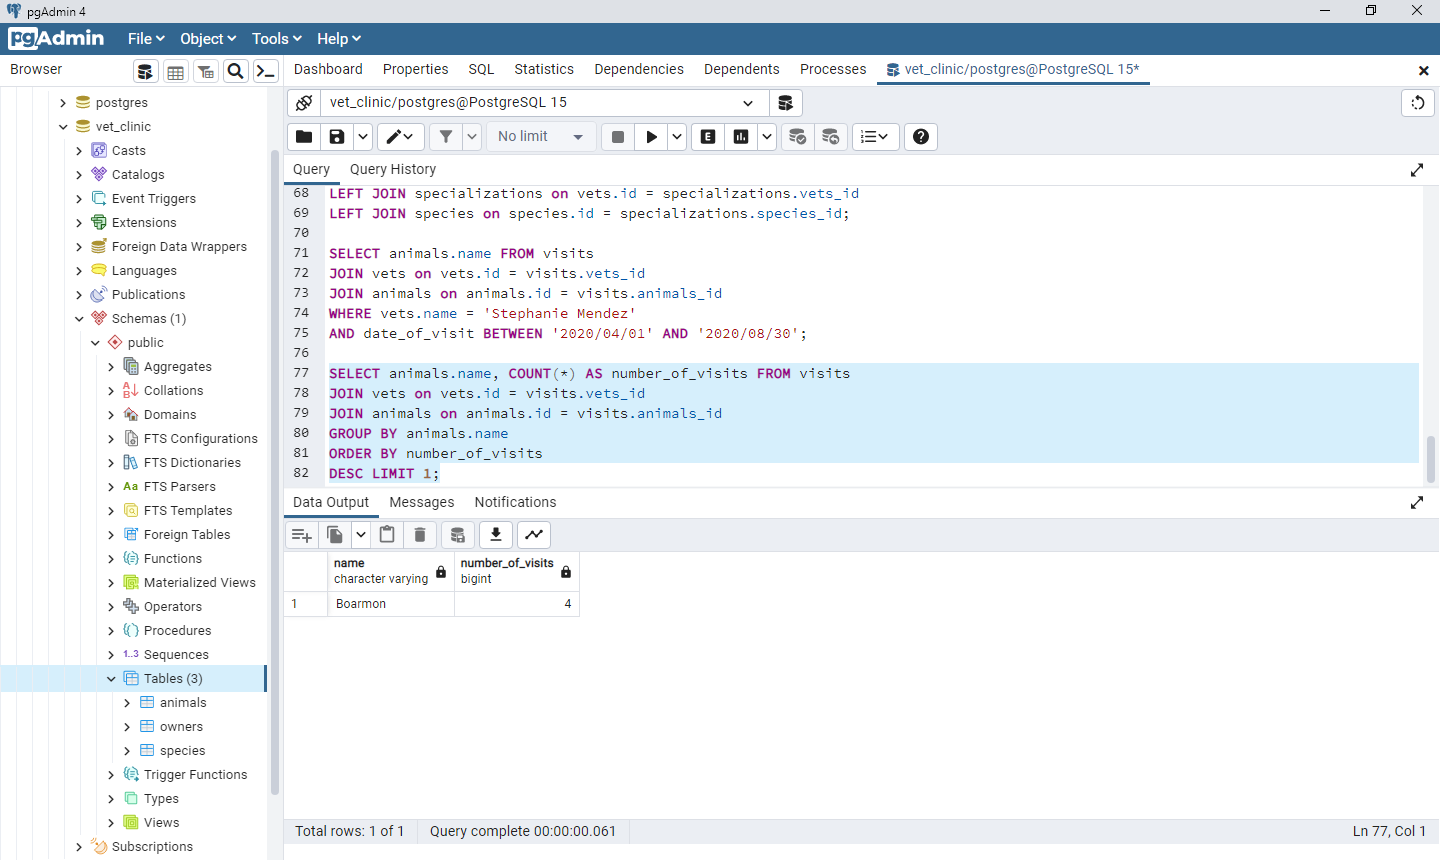 pgAdmin 4
pgAdmin File Object Tools Help
Browser
Dashboard Properties SQL Statistics Dependencies Dependents Processes vet_clinic/postgres@PostgreSQL 15*
postgres
vet_clinic
Casts
Catalogs
Event Triggers
Extensions
Foreign Data Wrappers
Languages
Publications
Schemas (1)
public
Aggregates
Collations
Domains
FTS Configurations
FTS Dictionaries
Aa FTS Parsers
FTS Templates
Foreign Tables
Functions
Materialized Views
Operators
Procedures
1..3 Sequences
Tables (3)
animals
owners
species
Trigger Functions
Types
Views
Subscriptions
vet_clinic/postgres@PostgreSQL 15
No limit E
Query Query History
68 LEFT JOIN specializations on vets.id = specializations.vets_id
69 LEFT JOIN species on species.id = specializations.species_id;
70
71 SELECT animals.name FROM visits
72 JOIN vets on vets.id = visits.vets_id
73 JOIN animals on animals.id = visits.animals_id
74 WHERE vets.name = 'Stephanie Mendez'
75 AND date_of_visit BETWEEN '2020/04/01' AND '2020/08/30';
76
77 SELECT animals.name, COUNT(*) AS number_of_visits FROM visits
78 JOIN vets on vets.id = visits.vets_id
79 JOIN animals on animals.id = visits.animals_id
80 GROUP BY animals.name
81 ORDER BY number_of_visits
82 DESC LIMIT 1;
Data Output Messages Notifications
name number_of_visits
character varying bigint
1 Boarmon 4
Total rows: 1 of 1 Query complete 00:00:00.061 Ln 77, Col 1